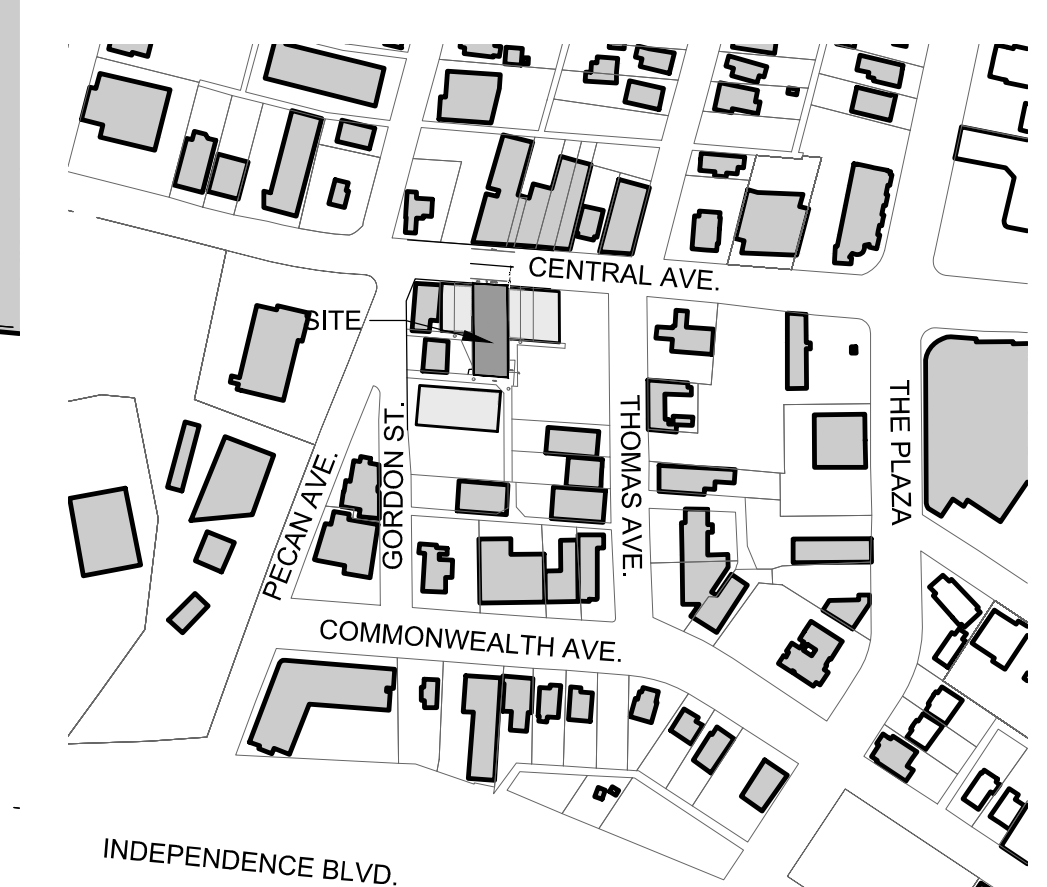 CENTRAL AVE.
SITE
THE PLAZA
THOMAS AVE.
GORDON ST.
PECAN AVE.
COMMONWEALTH AVE.
INDEPENDENCE BLVD.